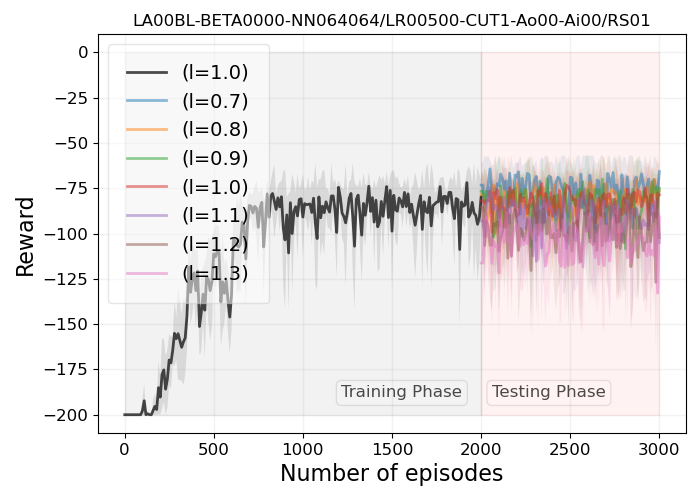 LA00BL-BETA0000-NN064064/LR00500-CUT1-Ao00-Ai00/RS01
Reward
0
−25
−50
−75
−100
−125
−150
−175
−200
(l=1.0)
(l=0.7)
(l=0.8)
(l=0.9)
(l=1.0)
(l=1.1)
(l=1.2)
(l=1.3)
Training Phase
Testing Phase
0
500
1000
1500
2000
2500
3000
Number of episodes